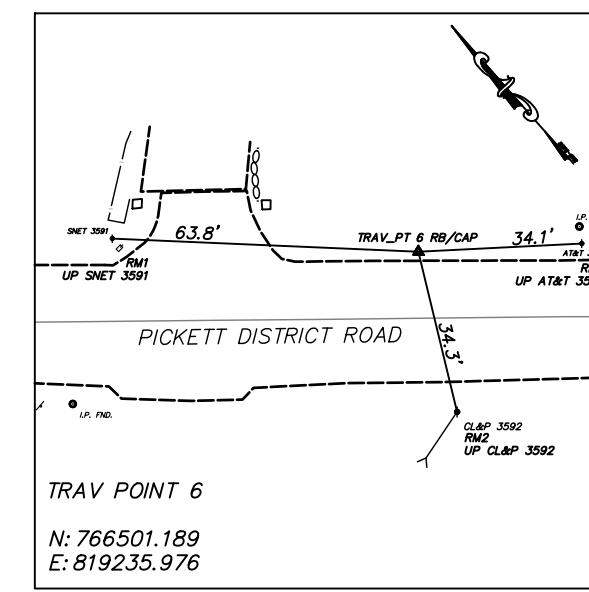 I.P.
SNET 3591
63.8'
TRAV_PT 6 RB/CAP
34.1'
RM1
UP SNET 3591
UP AT&T
34.3'
PICKETT DISTRICT ROAD
I.P. FND.
CL&P 3592
RM2
UP CL&P 3592
TRAV POINT 6
N: 766501.189
E: 819235.976